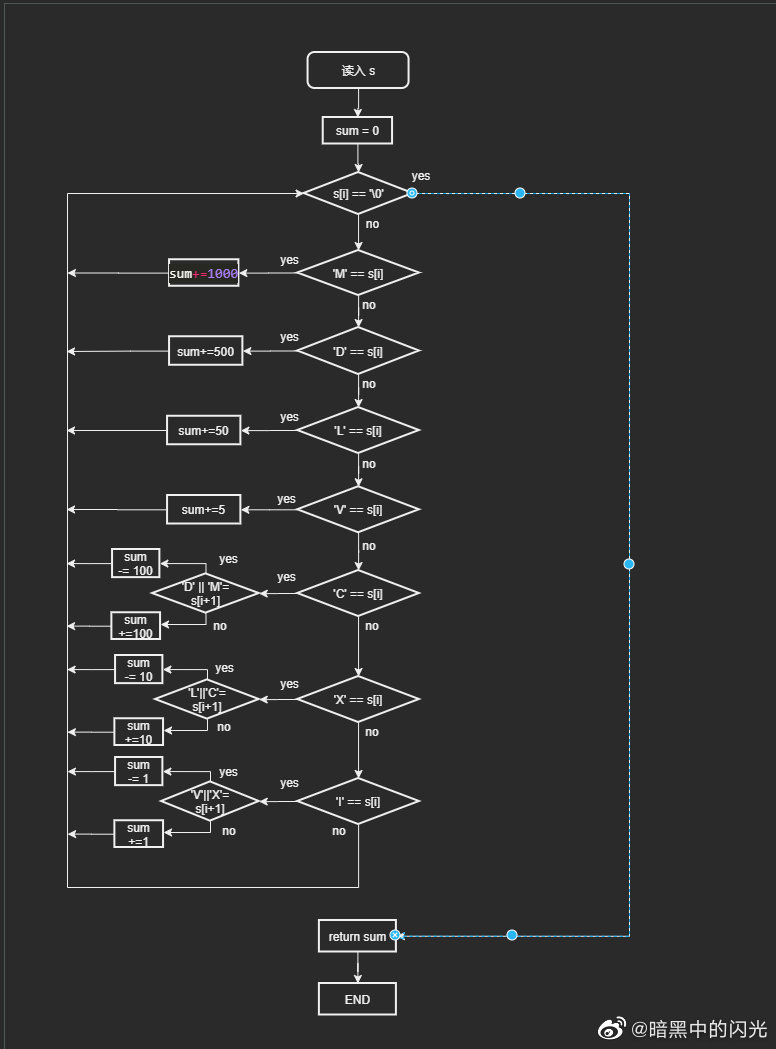 读入 s
sum = 0
s[i] == '\0'
yes
no
'M' == s[i]
yes
sum+=1000
no
'D' == s[i]
yes
sum+=500
no
'L' == s[i]
yes
sum+=50
no
'V' == s[i]
yes
sum+=5
no
'C' == s[i]
yes
'D' || 'M'=
s[i+1]
yes
sum
-= 100
no
sum
+=100
no
'X' == s[i]
yes
'L'||'C'=
s[i+1]
yes
sum
-= 10
no
sum
+=10
no
'I' == s[i]
yes
'V'||'X'=
s[i+1]
yes
sum
-= 1
no
sum
+=1
no
return sum
END
@暗黑中的闪光